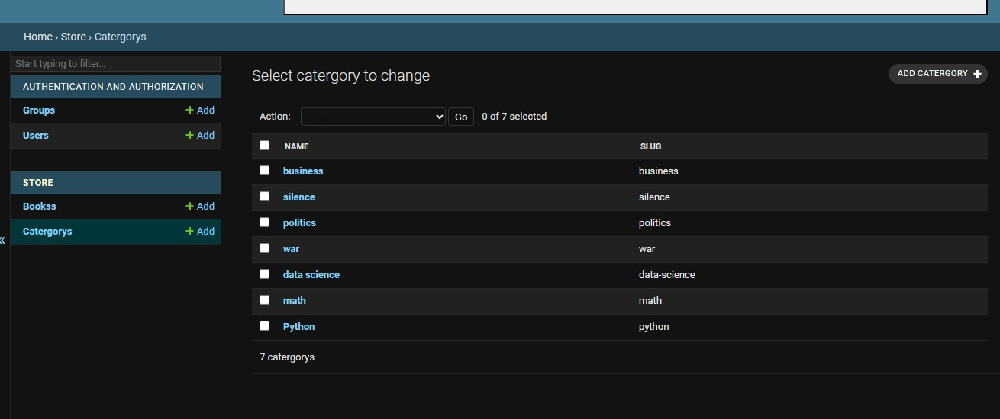 Home › Store › Catergorys
Start typing to filter...
AUTHENTICATION AND AUTHORIZATION
Groups + Add
Users + Add
STORE
Bookss + Add
Catergorys + Add
«
Select catergory to change
ADD CATERGORY +
Action: --------- Go 0 of 7 selected
NAME SLUG
business business
silence silence
politics politics
war war
data science data-science
math math
Python python
7 catergorys